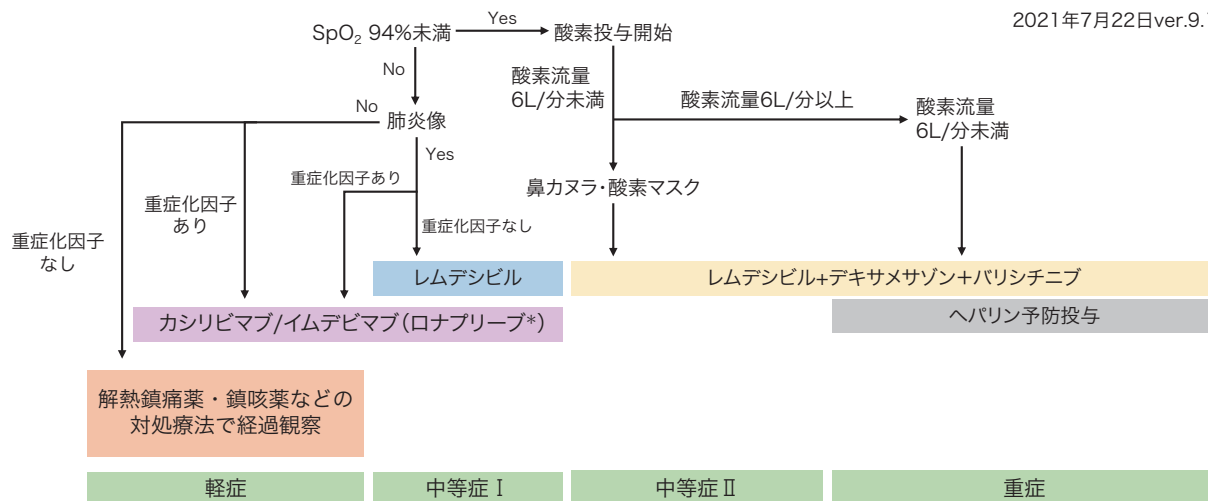 2021年7月22日ver.9.
SpO₂ 94%未満
Yes
酸素投与開始
No
酸素流量
6L/分未満
酸素流量6L/分以上
酸素流量
6L/分未満
No
肺炎像
Yes
重症化因子あり
鼻カヌラ・酸素マスク
重症化因子
あり
重症化因子なし
重症化因子
なし
レムデシビル
レムデシビル+デキサメサゾン＋バリシチニブ
カシリビマブ/イムデビマブ（ロナプリーブ*）
ヘパリン予防投与
解熱鎮痛薬・鎮咳薬などの
対処療法で経過観察
軽症
中等症Ⅰ
中等症Ⅱ
重症